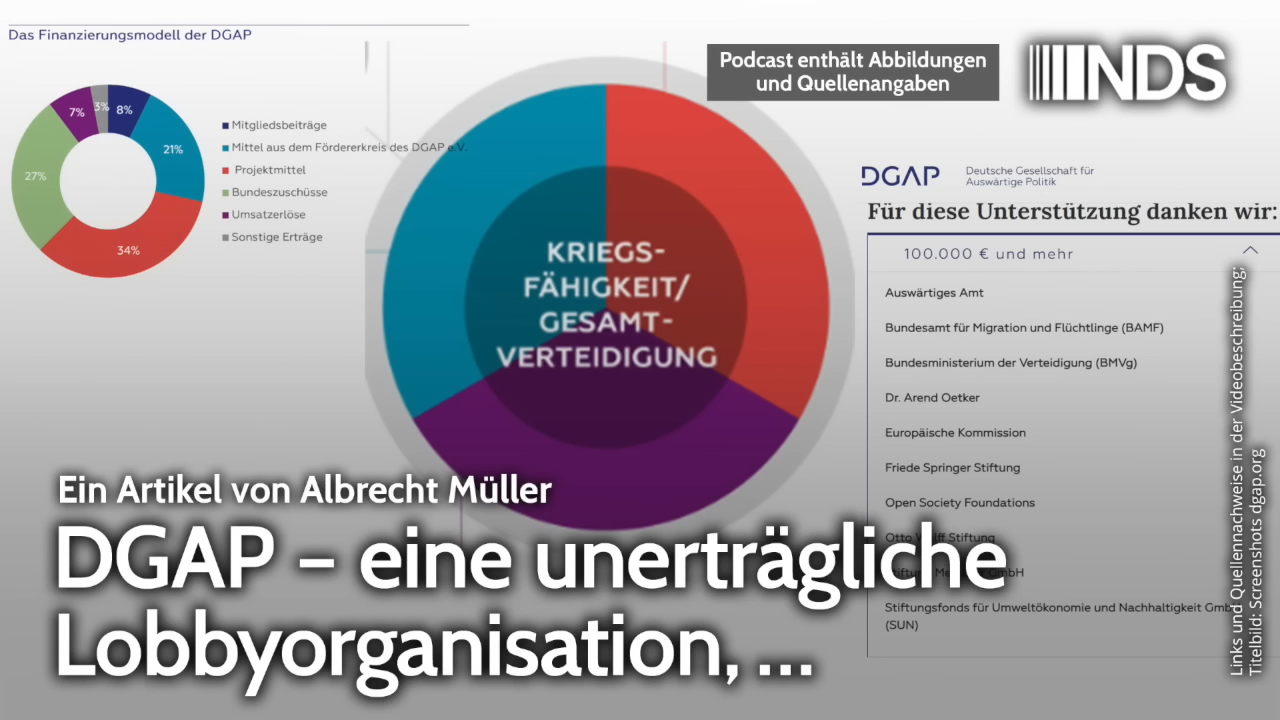 Das Finanzierungsmodell der DGAP
3%
8%
7%
21%
27%
34%
Mitgliedsbeiträge
Mittel aus dem Fördererkreis des DGAP e.V.
Projektmittel
Bundeszuschüsse
Umsatzerlöse
Sonstige Erträge
KRIEGS-
FÄHIGKEIT/
GESAMT-
VERTEIDIGUNG
Podcast enthält Abbildungen
und Quellenangaben
NDS
DGAP
Deutsche Gesellschaft für
Auswärtige Politik
Für diese Unterstützung danken wir:
100.000 € und mehr
Auswärtiges Amt
Bundesamt für Migration und Flüchtlinge (BAMF)
Bundesministerium der Verteidigung (BMVg)
Dr. Arend Oetker
Europäische Kommission
Friede Springer Stiftung
Open Society Foundations
Otto Stiftung
GmbH
Stiftungsfonds für Umweltökonomie und Nachhaltigkeit
(SUN)
Ein Artikel von Albrecht Müller
DGAP – eine unerträgliche
Lobbyorganisation, ...
Links und Quellennachweise in der Videobeschreibung;
Titelbild: Screenshots dgap.org